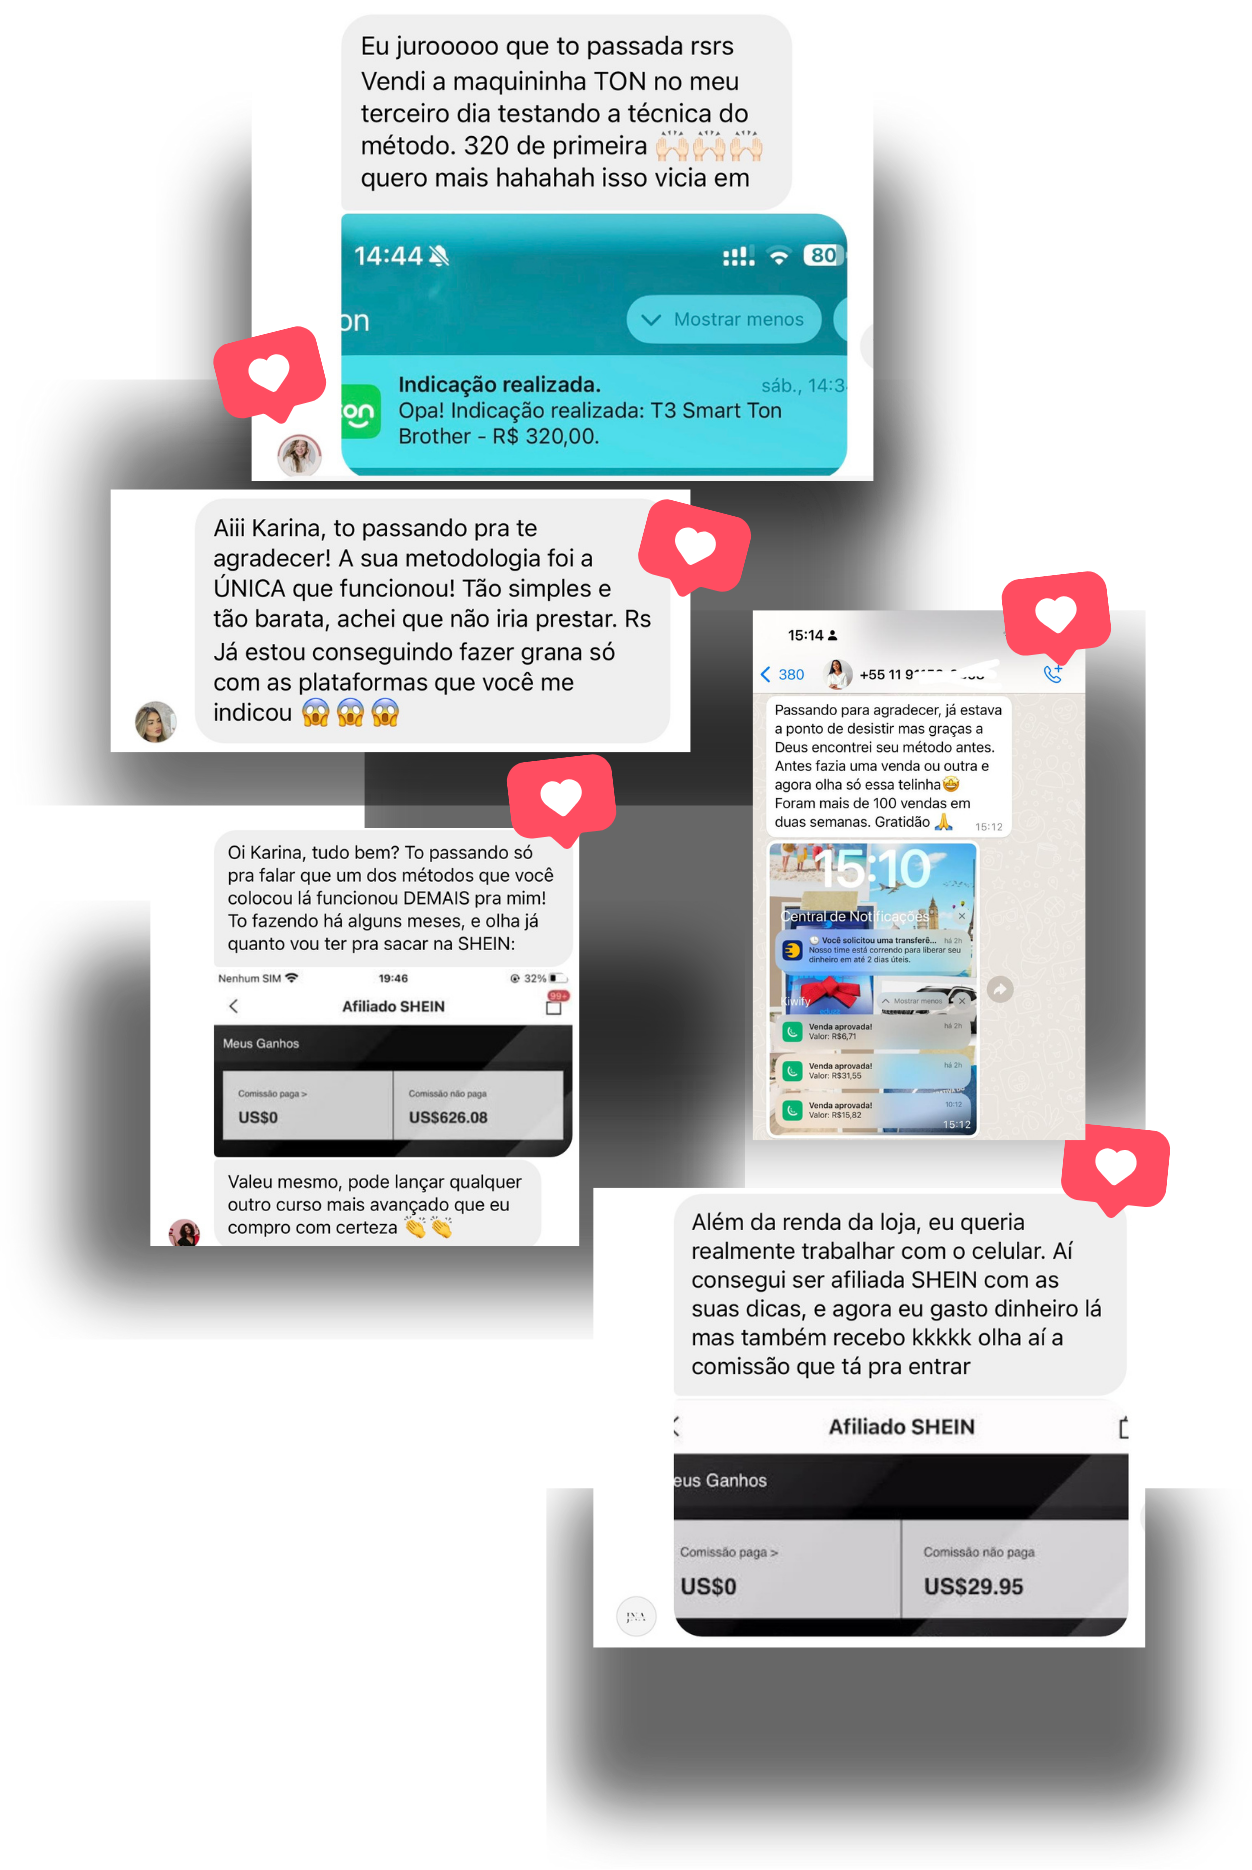 Eu jurooooo que to passada rsrs
Vendi a maquininha TON no meu
terceiro dia testando a técnica do
método. 320 de primeira 🙌🏻🙌🏻🙌🏻
quero mais hahahah isso vicia em
14:44
80
on
Mostrar menos
ton
Indicação realizada.
sáb., 14:3
Opa! Indicação realizada: T3 Smart Ton
Brother - R$ 320,00.
Aiii Karina, to passando pra te
agradecer! A sua metodologia foi a
ÚNICA que funcionou! Tão simples e
tão barata, achei que não iria prestar. Rs
Já estou conseguindo fazer grana só
com as plataformas que você me
indicou 😱 😱 😱
15:14
380
+55 11 9
Passando para agradecer, já estava
a ponto de desistir mas graças a
Deus encontrei seu método antes.
Antes fazia uma venda ou outra e
agora olha só essa telinha🤩
Foram mais de 100 vendas em
duas semanas. Gratidão 🙏
15:12
15:10
Central de Notificações
Você solicitou uma transferê...
há 2h
Nosso time está correndo para liberar seu
dinheiro em até 2 dias úteis.
Kiwify
Mostrar menos
Venda aprovada!
há 2h
Valor: R$6,71
Venda aprovada!
há 2h
Valor: R$31,55
Venda aprovada!
10:12
Valor: R$15,82
15:12
Oi Karina, tudo bem? To passando só
pra falar que um dos métodos que você
colocou lá funcionou DEMAIS pra mim!
To fazendo há alguns meses, e olha já
quanto vou ter pra sacar na SHEIN:
Nenhum SIM
19:46
32%
Afiliado SHEIN
99+
Meus Ganhos
Comissão paga >
Comissão não paga
US$0
US$626.08
Valeu mesmo, pode lançar qualquer
outro curso mais avançado que eu
compro com certeza 👏 👏
Além da renda da loja, eu queria
realmente trabalhar com o celular. Aí
consegui ser afiliada SHEIN com as
suas dicas, e agora eu gasto dinheiro lá
mas também recebo kkkkk olha aí a
comissão que tá pra entrar
Afiliado SHEIN
eus Ganhos
Comissão paga >
Comissão não paga
US$0
US$29.95